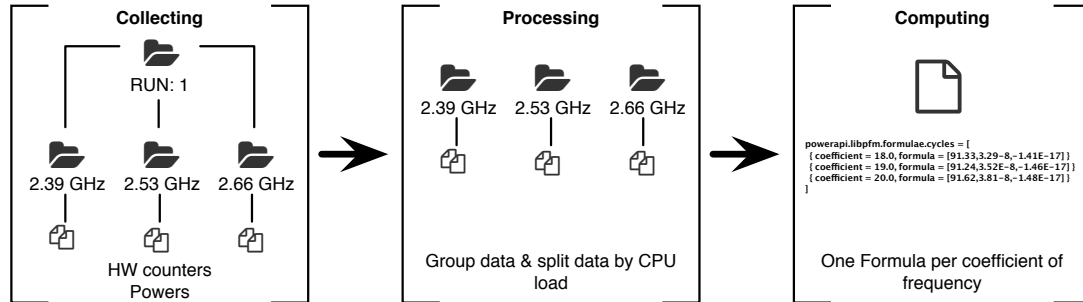 Collecting
RUN: 1
2.39 GHz 2.53 GHz 2.66 GHz
HW counters
Powers
Processing
2.39 GHz 2.53 GHz 2.66 GHz
Group data & split data by CPU
load
Computing
powerapi.libpfm.formulae.cycles = [
{ coefficient = 18.0, formula = [91.33,3.29-8,-1.41E-17] }
{ coefficient = 19.0, formula = [91.24,3.52E-8,-1.46E-17] }
{ coefficient = 20.0, formula = [91.62,3.81-8,-1.48E-17] }
]
One Formula per coefficient of
frequency